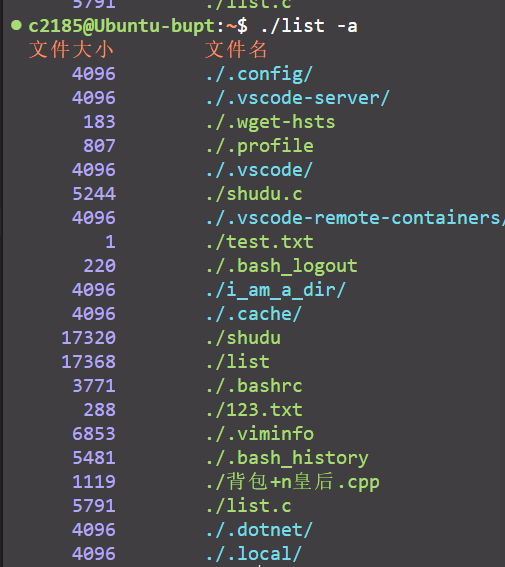 5791 ./list.c
c2185@Ubuntu-bupt:~$ ./list -a
文件大小 文件名
4096 ./.config/
4096 ./.vscode-server/
183 ./.wget-hsts
807 ./.profile
4096 ./.vscode/
5244 ./shudu.c
4096 ./.vscode-remote-containers/
1 ./test.txt
220 ./.bash_logout
4096 ./i_am_a_dir/
4096 ./.cache/
17320 ./shudu
17368 ./list
3771 ./.bashrc
288 ./123.txt
6853 ./.viminfo
5481 ./.bash_history
1119 ./背包+n皇后.cpp
5791 ./list.c
4096 ./.dotnet/
4096 ./.local/